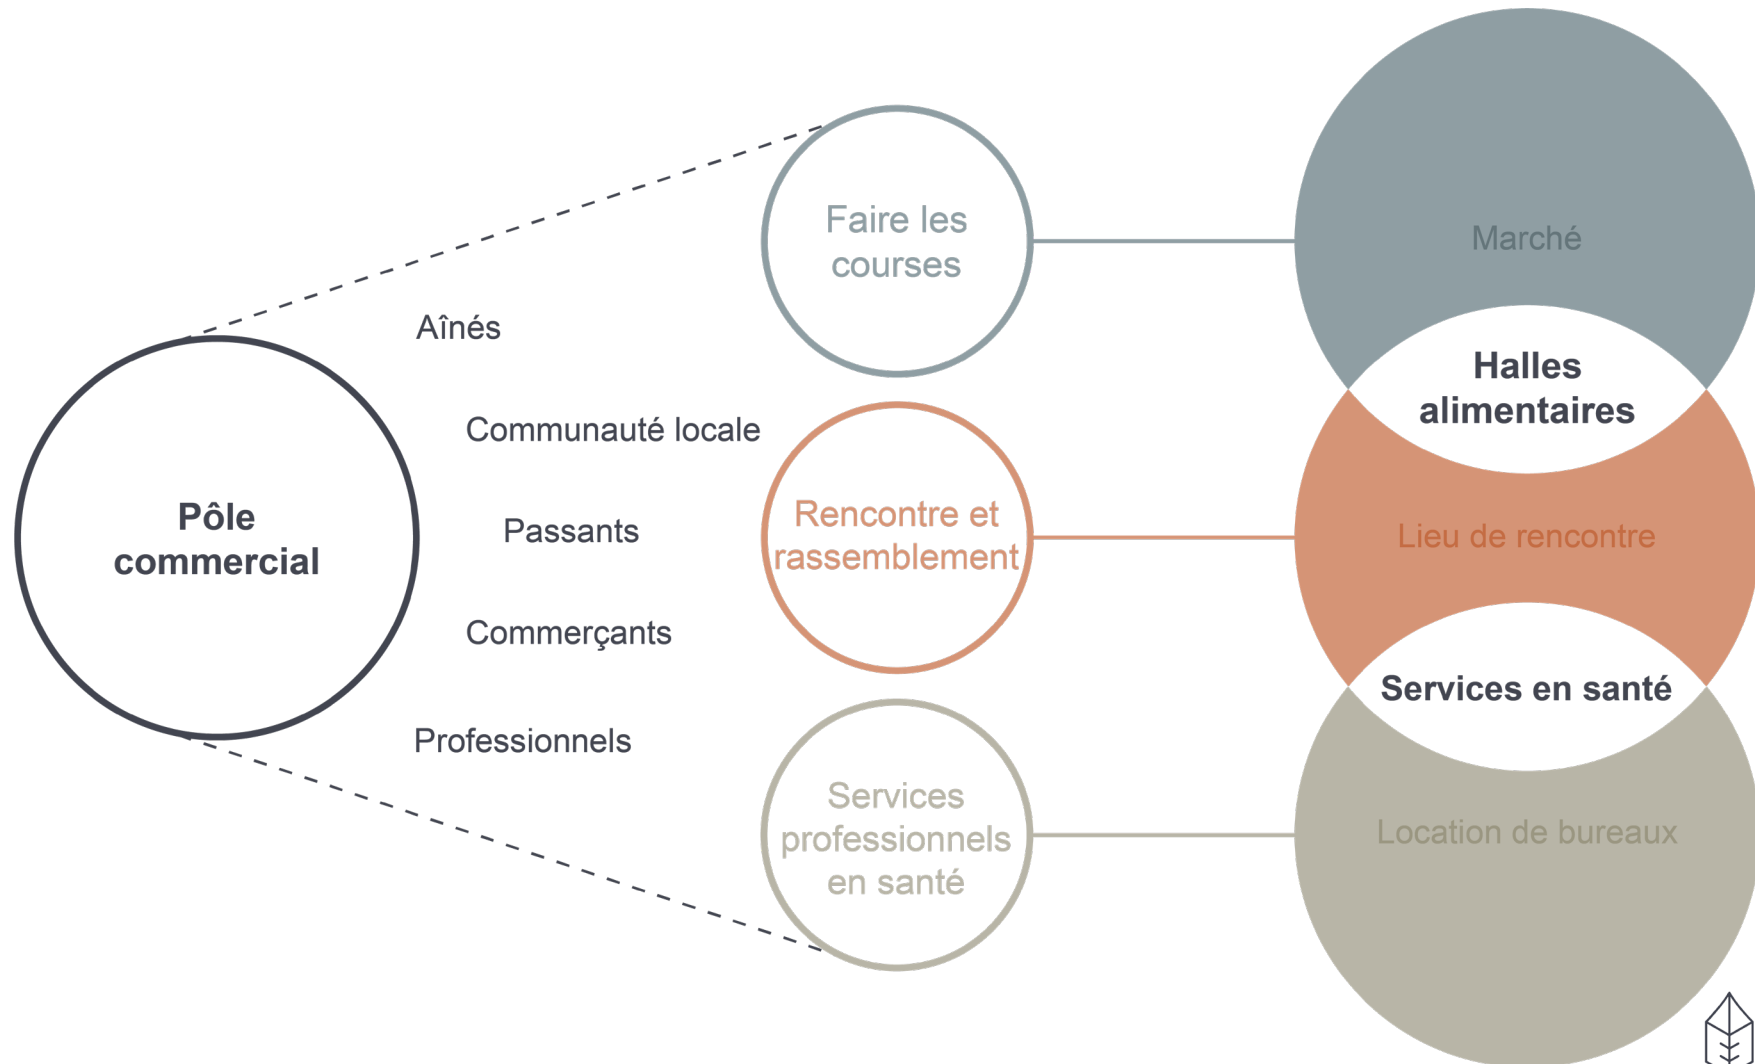 Pôle
commercial
Aînés
Communauté locale
Passants
Commerçants
Professionnels
Faire les
courses
Rencontre et
rassemblement
Services
professionnels
en santé
Marché
Halles
alimentaires
Lieu de rencontre
Services en santé
Location de bureaux